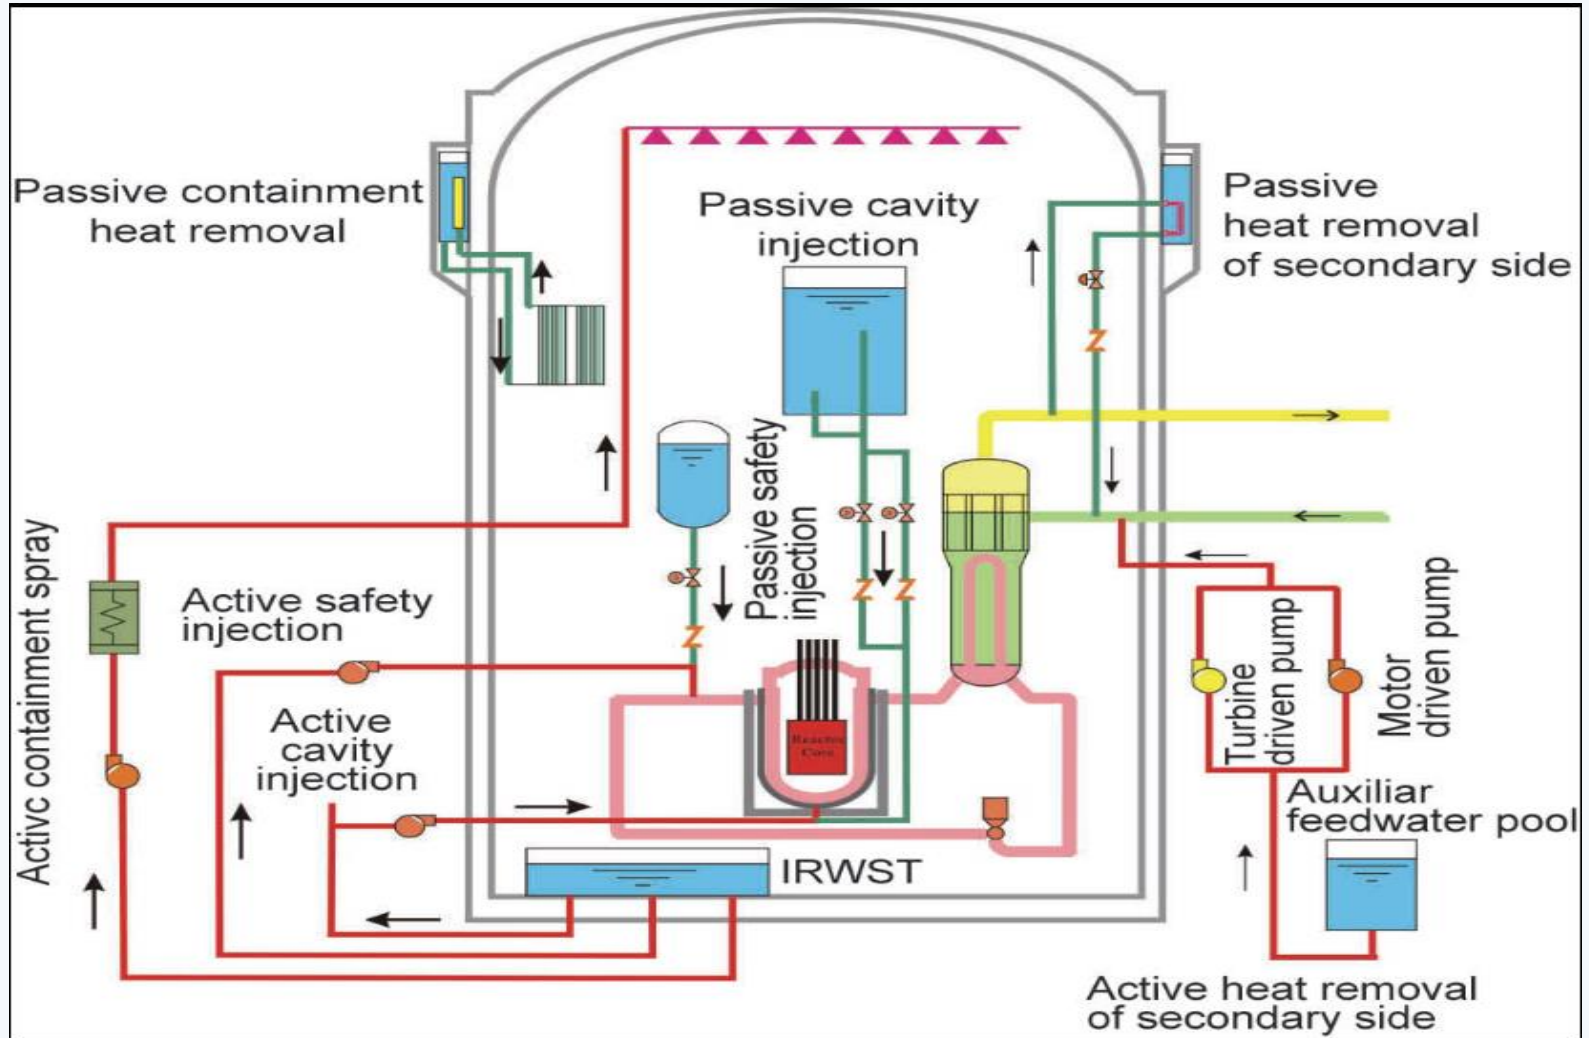 Passive containment
heat removal
Passive cavity
injection
Passive
heat removal
of secondary side
Passive safety
injection
Activc containment spray
Active safety
injection
Active
cavity
injection
Reactor
Core
Turbine
driven pump
Motor
driven pump
Auxiliar
feedwater pool
IRWST
Active heat removal
of secondary side